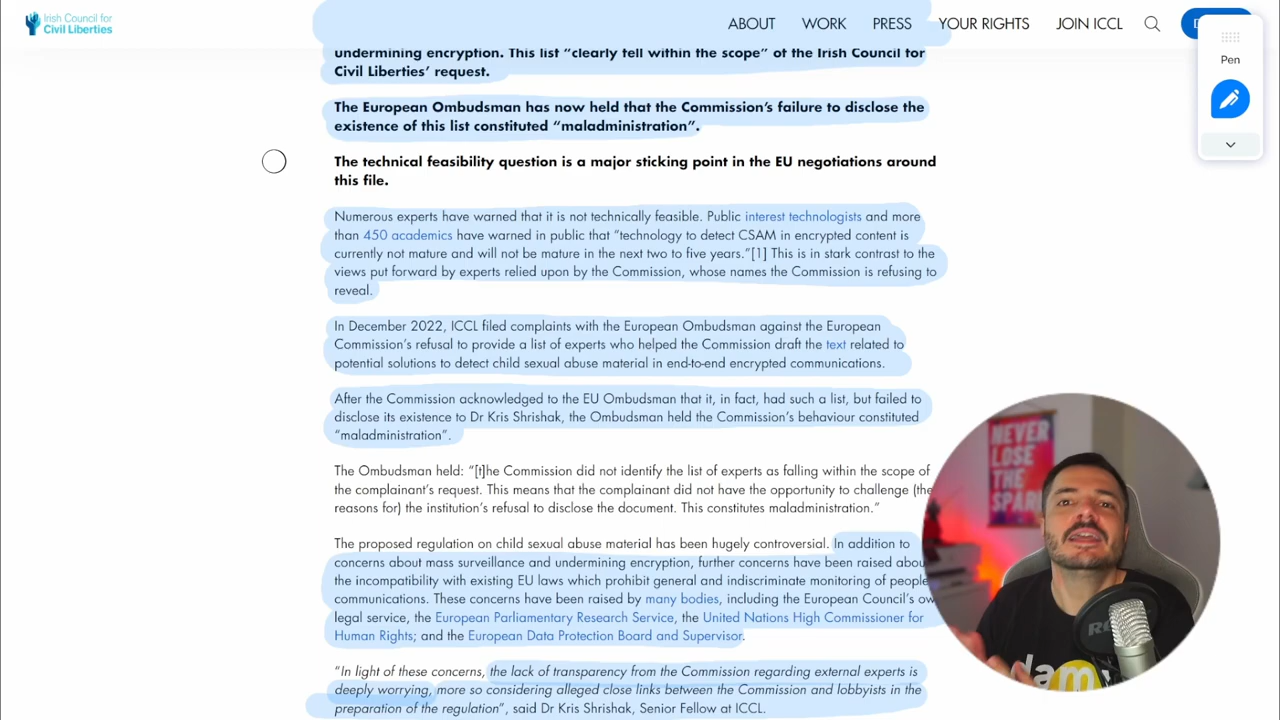 Irish Council for
Civil Liberties
ABOUT
WORK
PRESS
YOUR RIGHTS
JOIN ICCL
Pen
undermining encryption. This list “clearly fell within the scope” of the Irish Council for
Civil Liberties’ request.
The European Ombudsman has now held that the Commission’s failure to disclose the
existence of this list constituted “maladministration”.
The technical feasibility question is a major sticking point in the EU negotiations around
this file.
Numerous experts have warned that it is not technically feasible. Public interest technologists and more
than 450 academics have warned in public that “technology to detect CSAM in encrypted content is
currently not mature and will not be mature in the next two to five years.”[1] This is in stark contrast to the
views put forward by experts relied upon by the Commission, whose names the Commission is refusing to
reveal.
In December 2022, ICCL filed complaints with the European Ombudsman against the European
Commission’s refusal to provide a list of experts who helped the Commission draft the text related to
potential solutions to detect child sexual abuse material in end-to-end encrypted communications.
After the Commission acknowledged to the EU Ombudsman that it, in fact, had such a list, but failed to
disclose its existence to Dr Kris Shrishak, the Ombudsman held the Commission’s behaviour constituted
“maladministration”.
The Ombudsman held: “[t]he Commission did not identify the list of experts as falling within the scope of
the complainant’s request. This means that the complainant did not have the opportunity to challenge (the
reasons for) the institution’s refusal to disclose the document. This constitutes maladministration.”
The proposed regulation on child sexual abuse material has been hugely controversial. In addition to
concerns about mass surveillance and undermining encryption, further concerns have been raised abou
the incompatibility with existing EU laws which prohibit general and indiscriminate monitoring of people
communications. These concerns have been raised by many bodies, including the European Council’s ow
legal service, the European Parliamentary Research Service, the United Nations High Commissioner for
Human Rights; and the European Data Protection Board and Supervisor.
“In light of these concerns, the lack of transparency from the Commission regarding external experts is
deeply worrying, more so considering alleged close links between the Commission and lobbyists in the
preparation of the regulation”, said Dr Kris Shrishak, Senior Fellow at ICCL.
NEVER
LOSE
THE
SPARK